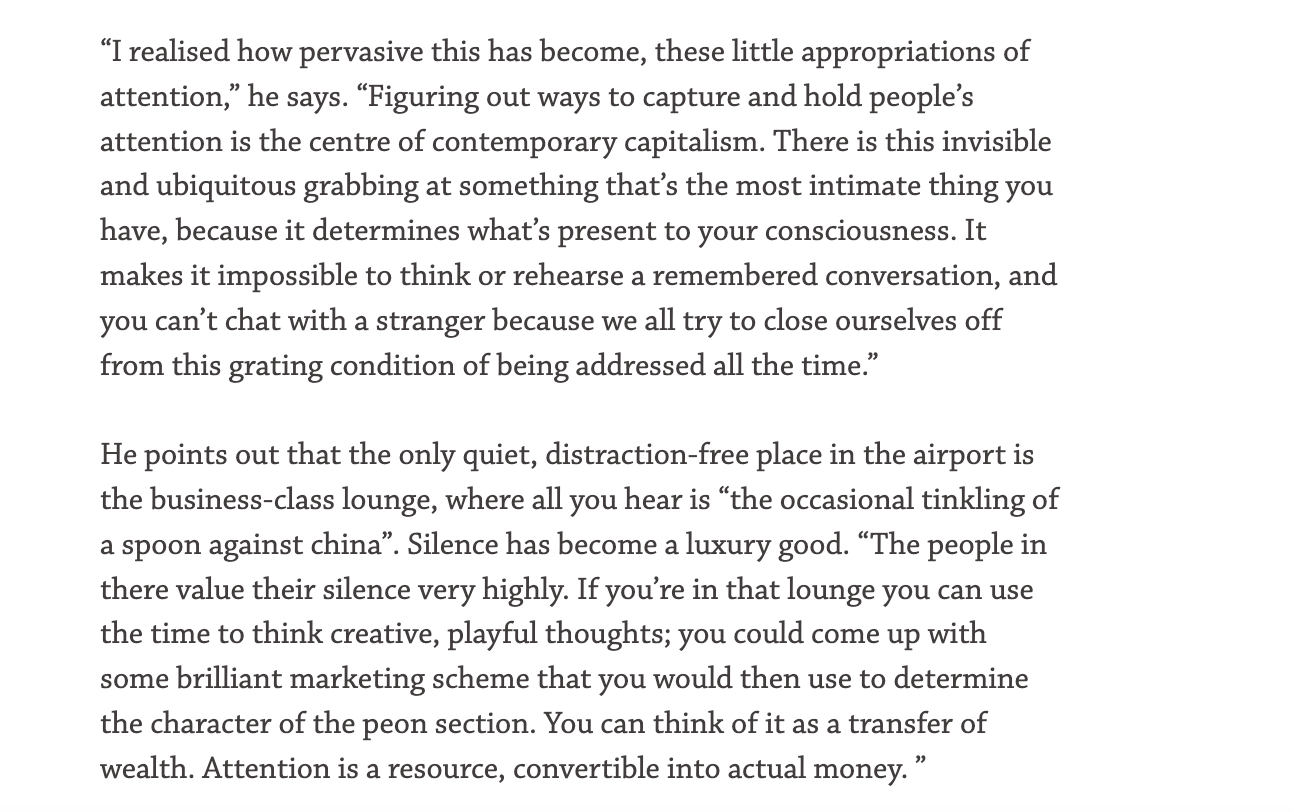 “I realised how pervasive this has become, these little appropriations of
attention,” he says. “Figuring out ways to capture and hold people’s
attention is the centre of contemporary capitalism. There is this invisible
and ubiquitous grabbing at something that’s the most intimate thing you
have, because it determines what’s present to your consciousness. It
makes it impossible to think or rehearse a remembered conversation, and
you can’t chat with a stranger because we all try to close ourselves off
from this grating condition of being addressed all the time.”
He points out that the only quiet, distraction-free place in the airport is
the business-class lounge, where all you hear is “the occasional tinkling of
a spoon against china”. Silence has become a luxury good. “The people in
there value their silence very highly. If you’re in that lounge you can use
the time to think creative, playful thoughts; you could come up with
some brilliant marketing scheme that you would then use to determine
the character of the peon section. You can think of it as a transfer of
wealth. Attention is a resource, convertible into actual money. ”